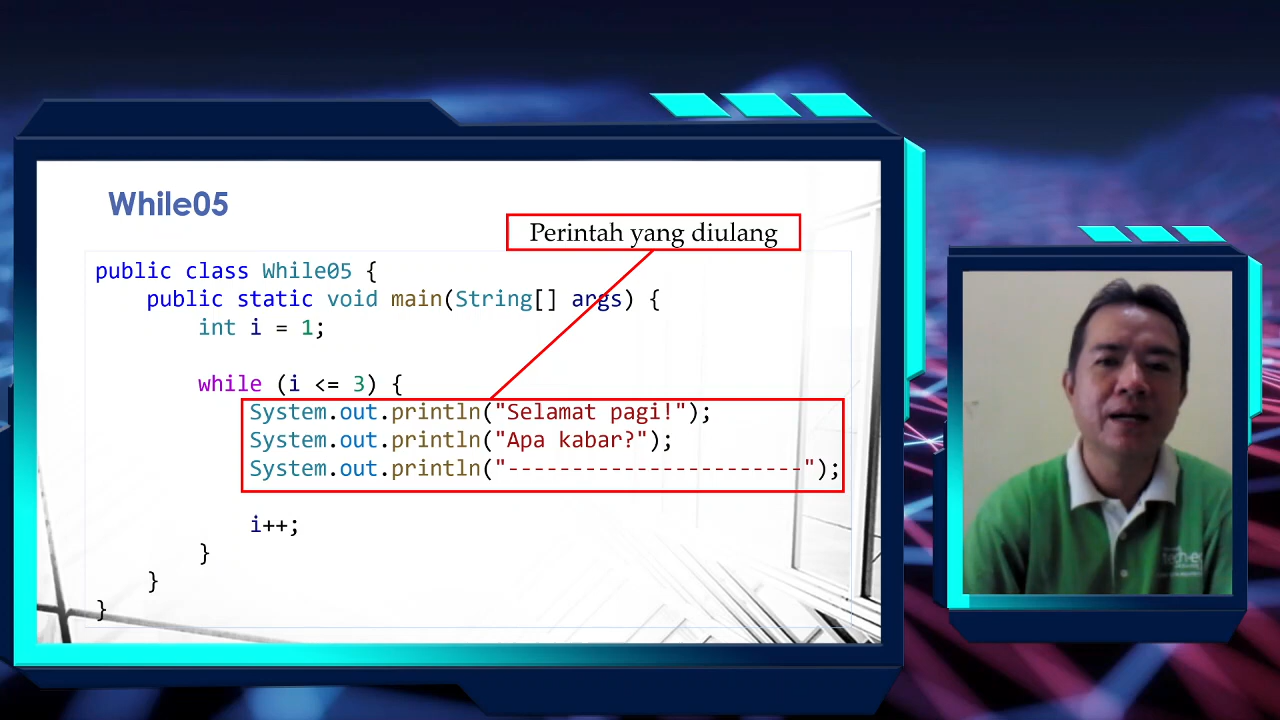 While05
Perintah yang diulang
public class While05 {
    public static void main(String[] args) {
        int i = 1;
        while (i <= 3) {
            System.out.println("Selamat pagi!");
            System.out.println("Apa kabar?");
            System.out.println("-----------------------");
            i++;
        }
    }
}